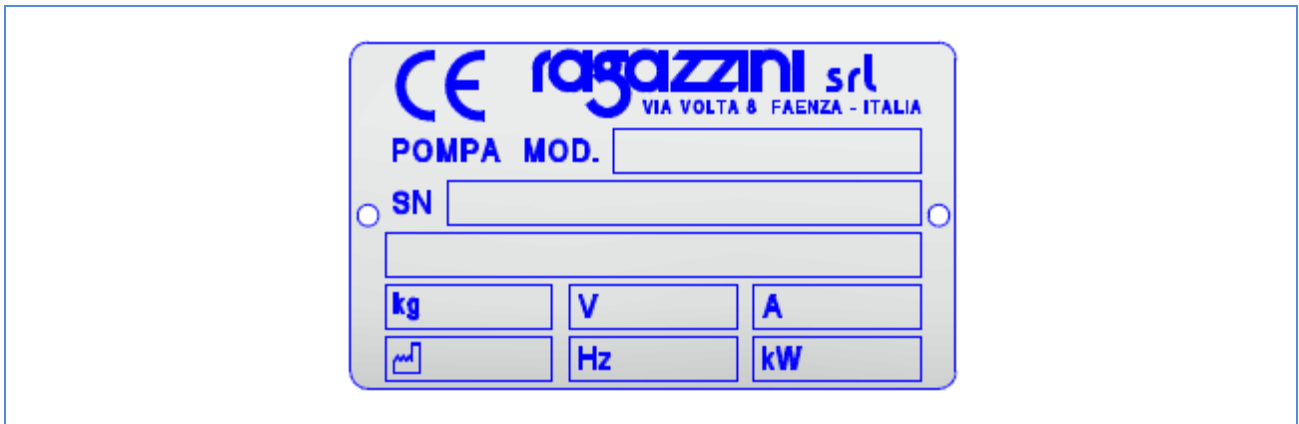 CE ragazzini srl
VIA VOLTA 8 FAENZA - ITALIA
POMPA MOD.
SN
kg V A
Hz kW